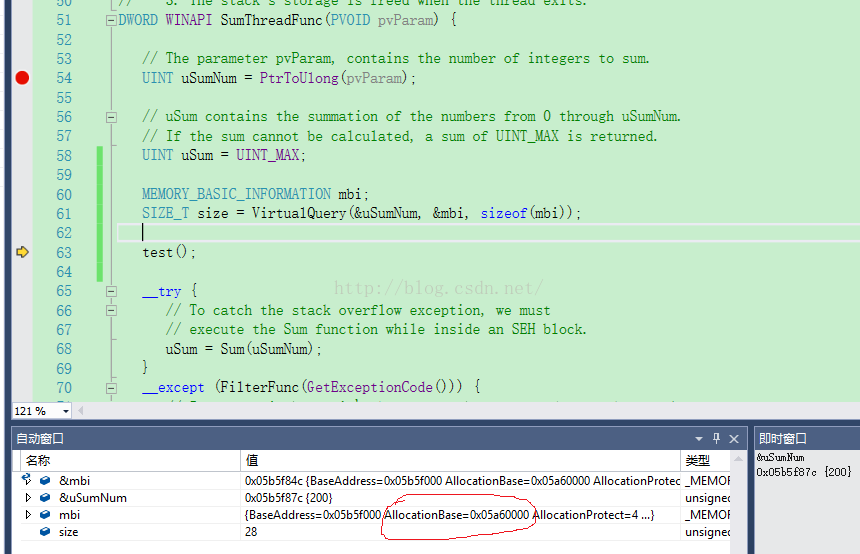 50 // 3. The stack's storage is freed when the thread exits.
51 DWORD WINAPI SumThreadFunc(PVOID pvParam) {
52
53 // The parameter pvParam, contains the number of integers to sum.
54 UINT uSumNum = PtrToUlong(pvParam);
55
56 // uSum contains the summation of the numbers from 0 through uSumNum.
57 // If the sum cannot be calculated, a sum of UINT_MAX is returned.
58 UINT uSum = UINT_MAX;
59
60 MEMORY_BASIC_INFORMATION mbi;
61 SIZE_T size = VirtualQuery(&uSumNum, &mbi, sizeof(mbi));
62
63 test();
64
http://blog.csdn.net/
65 __try {
66 // To catch the stack overflow exception, we must
67 // execute the Sum function while inside an SEH block.
68 uSum = Sum(uSumNum);
69 }
70 __except (FilterFunc(GetExceptionCode())) {
121 %
自动窗口
名称 值 类型
&mbi 0x05b5f84c {BaseAddress=0x05b5f000 AllocationBase=0x05a60000 AllocationProtec _MEMOF
&uSumNum 0x05b5f87c {200} unsigned
mbi {BaseAddress=0x05b5f000 AllocationBase=0x05a60000 AllocationProtect=4 ...} _MEMOF
size 28 unsigned
即时窗口
&uSumNum
0x05b5f87c {200}